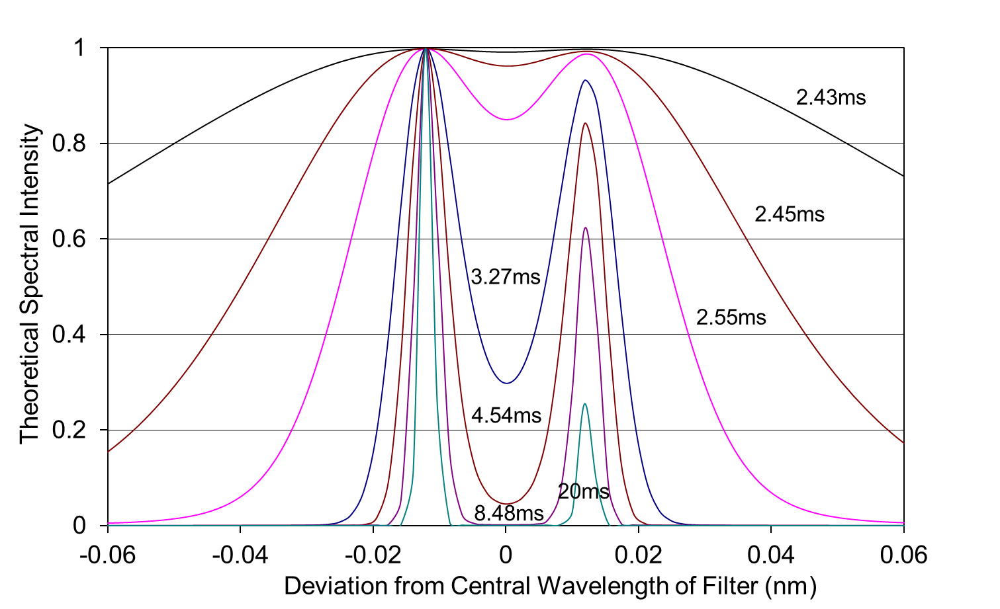 1
0.8
0.6
0.4
0.2
0
Theoretical Spectral Intensity
2.43ms
2.45ms
3.27ms
2.55ms
4.54ms
20ms
8.48ms
-0.06
-0.04
-0.02
0
0.02
0.04
0.06
Deviation from Central Wavelength of Filter (nm)